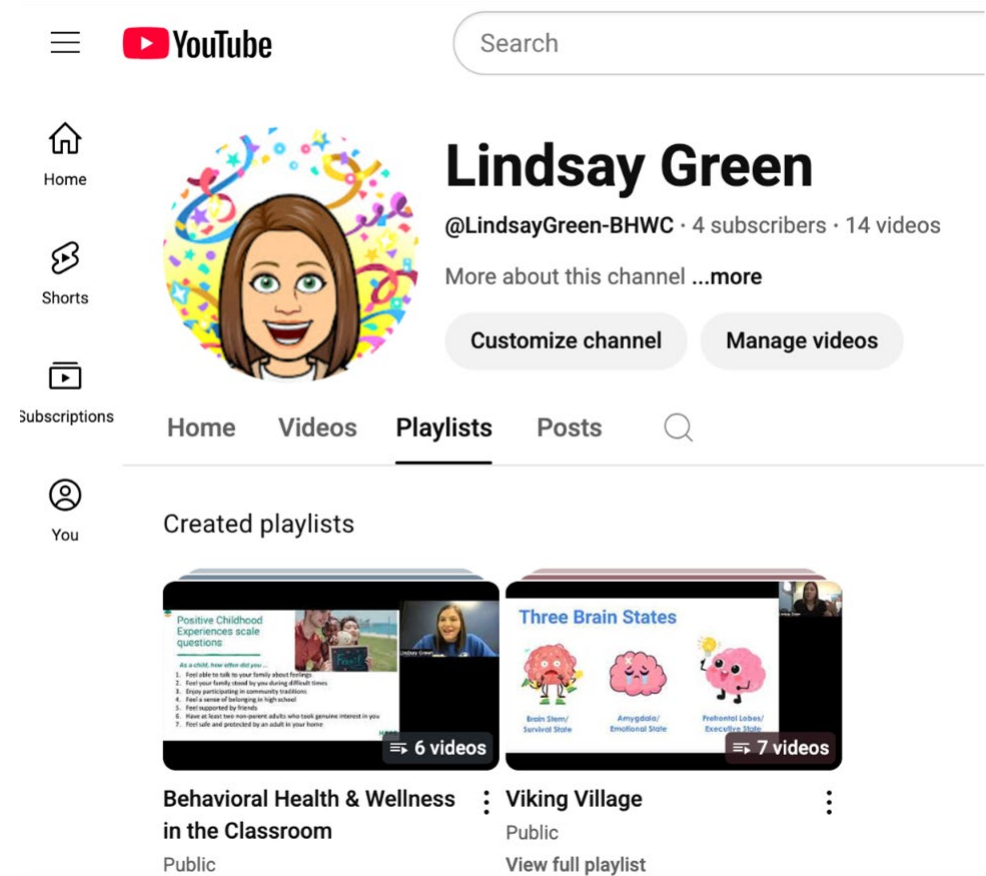 YouTube
Search
Home
Shorts
Subscriptions
You
Lindsay Green
@LindsayGreen-BHWC · 4 subscribers · 14 videos
More about this channel ...more
Customize channel
Manage videos
Home
Videos
Playlists
Posts
Created playlists
Positive Childhood
Experiences scale
questions
As a child, how often did you ...
1. Feel able to talk to your family about feelings
2. Feel your family stood by you during difficult times
3. Enjoy participating in community traditions
4. Feel a sense of belonging in high school
5. Feel supported by friends
6. Have at least two non-parent adults who took genuine interest in you
7. Feel safe and protected by an adult in your home
Lindsay Green
6 videos
Behavioral Health & Wellness
in the Classroom
Public
Three Brain States
Brain Stem/
Survival State
Amygdala/
Emotional State
Prefrontal Lobes/
Executive State
7 videos
Viking Village
Public
View full playlist